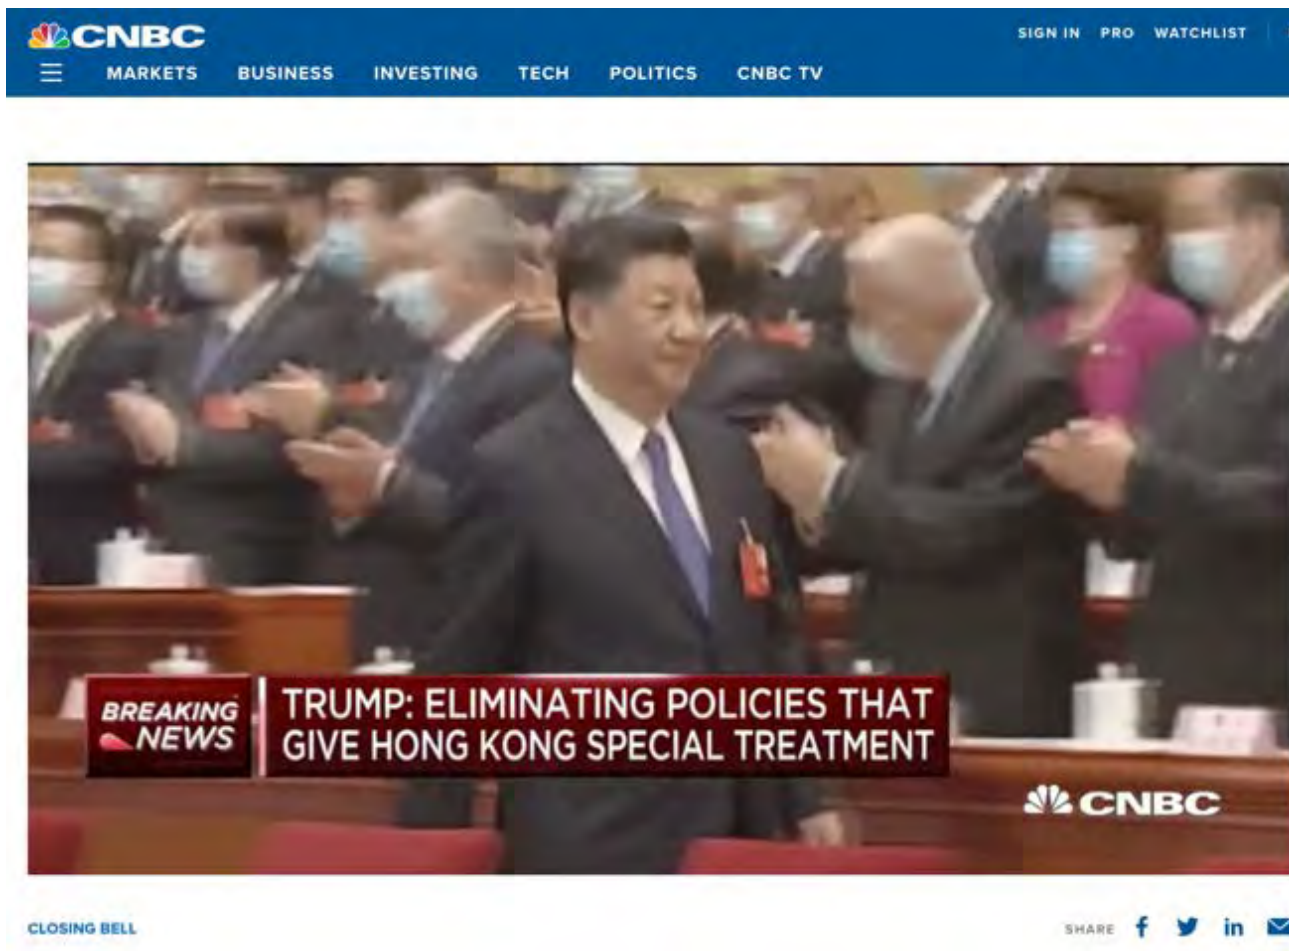 CNBC
SIGN IN PRO WATCHLIST
MARKETS BUSINESS INVESTING TECH POLITICS CNBC TV
BREAKING NEWS
TRUMP: ELIMINATING POLICIES THAT
GIVE HONG KONG SPECIAL TREATMENT
CNBC
CLOSING BELL
SHARE